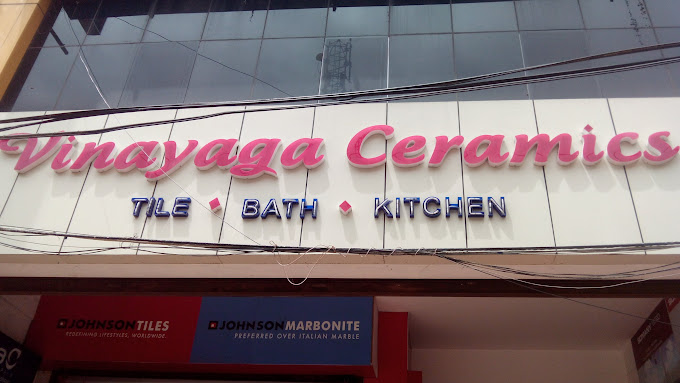 Vinayaga Ceramics
TILE ◆ BATH ◆ KITCHEN
JOHNSON TILES
REDEFINING LIFESTYLES, WORLDWIDE.
JOHNSON MARBONITE
PREFERRED OVER ITALIAN MARBLE